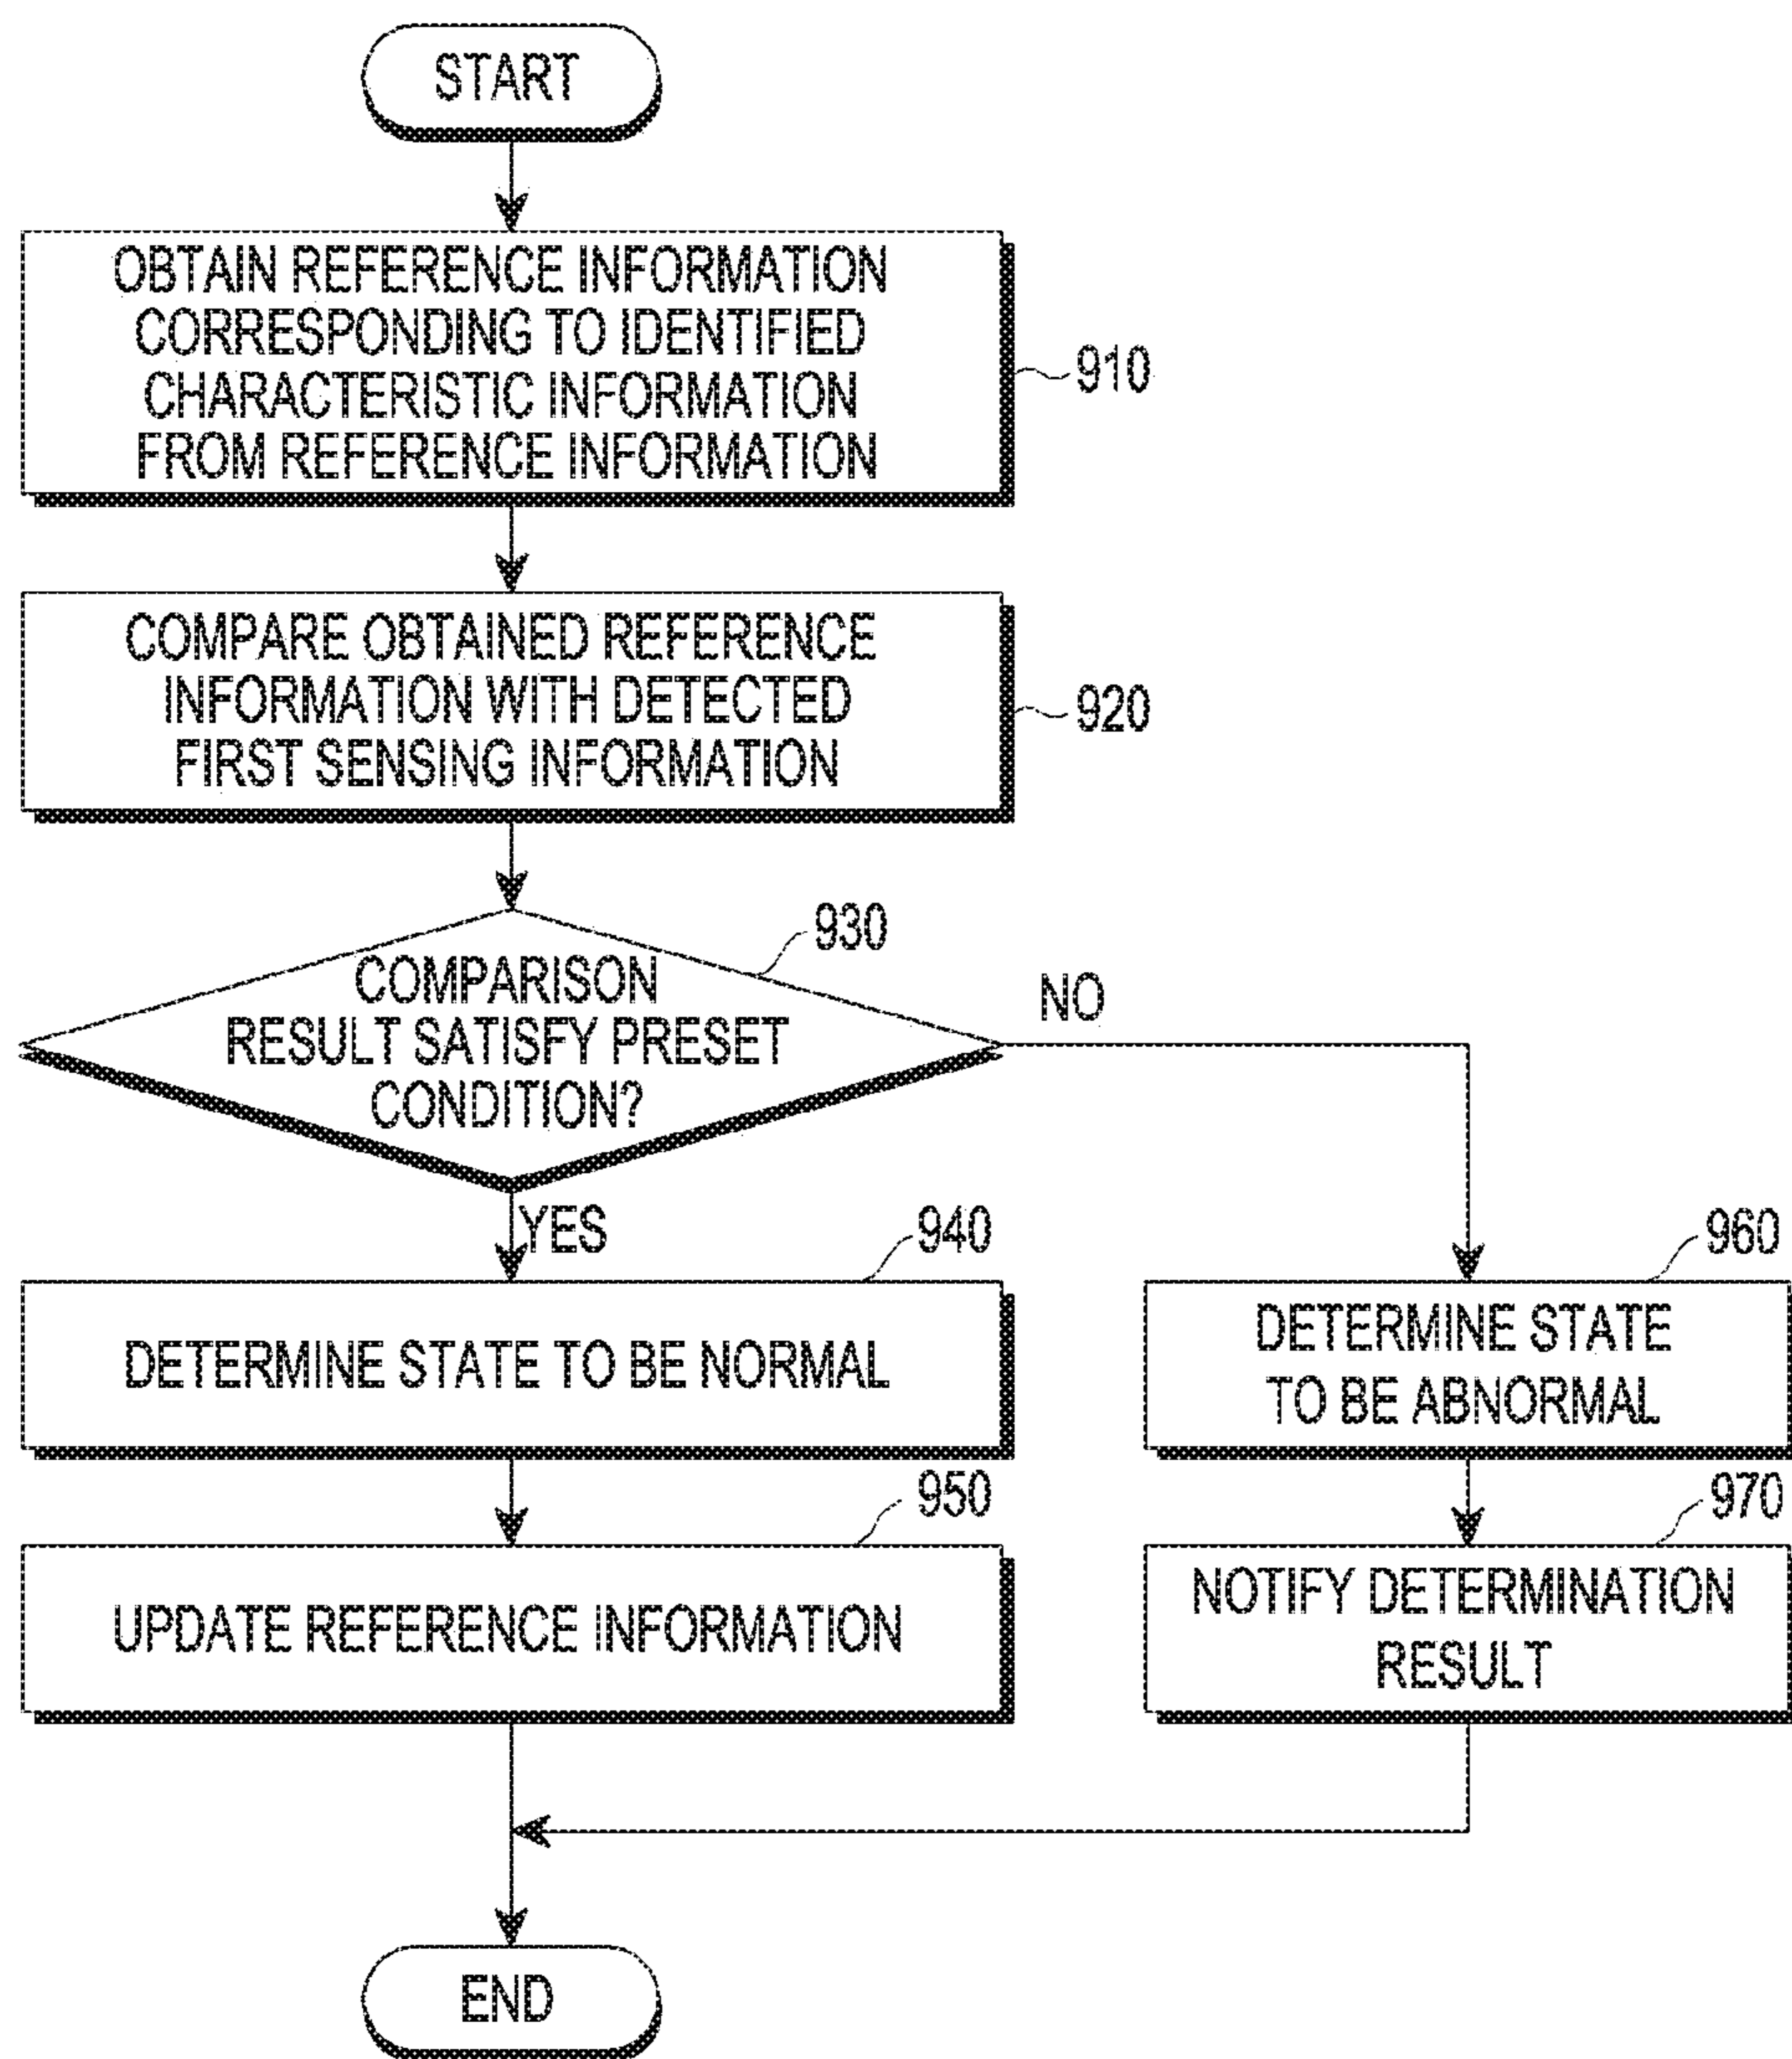 START
OBTAIN REFERENCE INFORMATION
CORRESPONDING TO IDENTIFIED
CHARACTERISTIC INFORMATION
FROM REFERENCE INFORMATION
910
COMPARE OBTAINED REFERENCE
INFORMATION WITH DETECTED
FIRST SENSING INFORMATION
920
930
COMPARISON
RESULT SATISFY PRESET
CONDITION?
NO
YES
940
DETERMINE STATE TO BE NORMAL
960
DETERMINE STATE
TO BE ABNORMAL
950
UPDATE REFERENCE INFORMATION
970
NOTIFY DETERMINATION
RESULT
END